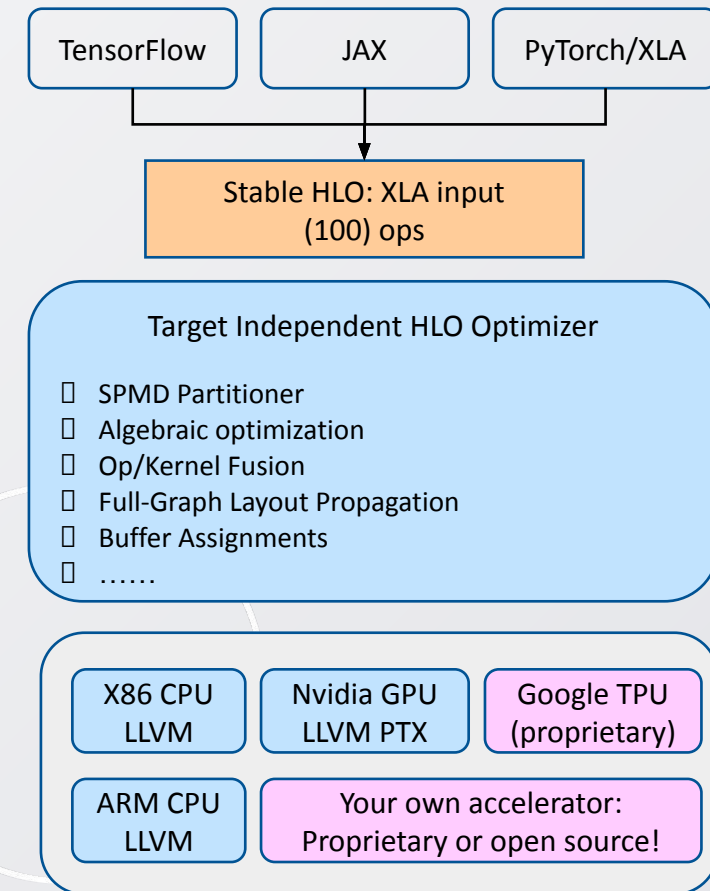 TensorFlow
JAX
PyTorch/XLA
Stable HLO: XLA input
(100) ops
Target Independent HLO Optimizer
SPMD Partitioner
Algebraic optimization
Op/Kernel Fusion
Full-Graph Layout Propagation
Buffer Assignments
……
X86 CPU
LLVM
Nvidia GPU
LLVM PTX
Google TPU
(proprietary)
ARM CPU
LLVM
Your own accelerator:
Proprietary or open source!